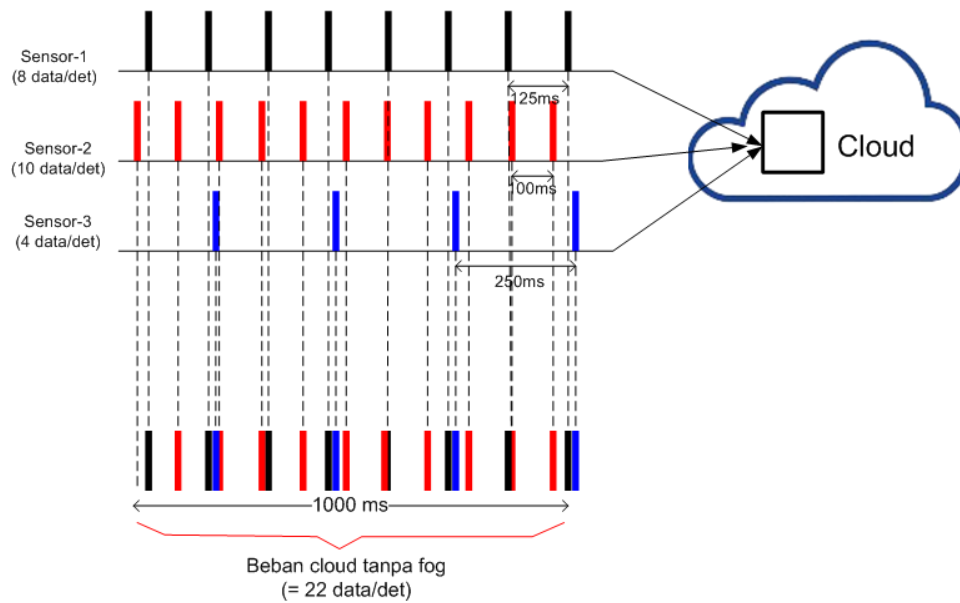 Sensor-1
(8 data/det)
125ms
Sensor-2
(10 data/det)
Cloud
00ms
Sensor-3
(4 data/det)
250ms
1000 ms
Beban cloud tanpa fog
(= 22 data/det)